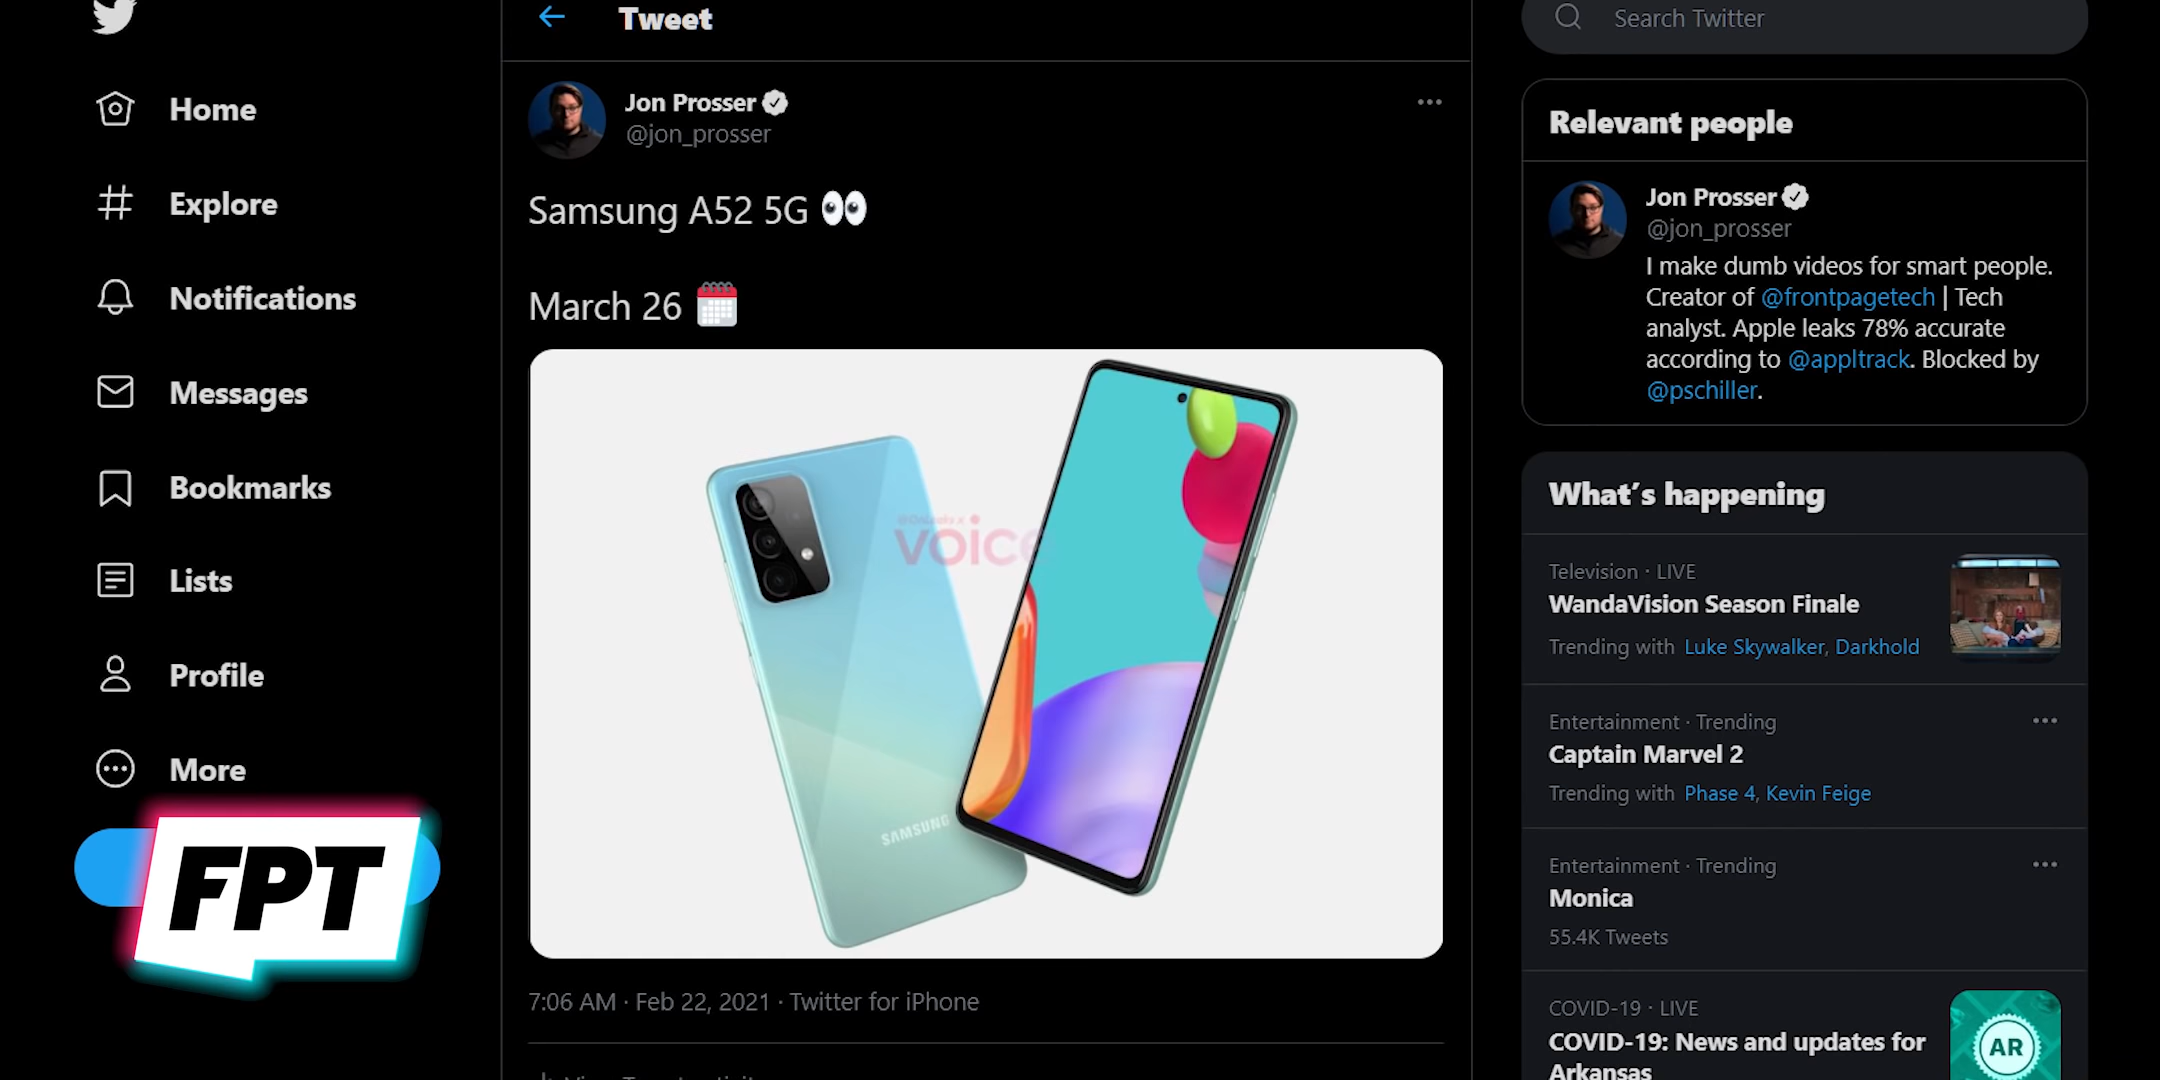 Home
Explore
Notifications
Messages
Bookmarks
Lists
Profile
More
FPT
Tweet
Jon Prosser
@jon_prosser
Samsung A52 5G 👀
March 26 🗓
voice
SAMSUNG
7:06 AM · Feb 22, 2021 · Twitter for iPhone
Search Twitter
Relevant people
Jon Prosser
@jon_prosser
I make dumb videos for smart people.
Creator of @frontpagetech | Tech
analyst. Apple leaks 78% accurate
according to @appltrack. Blocked by
@pschiller.
What's happening
Television · LIVE
WandaVision Season Finale
Trending with Luke Skywalker, Darkhold
Entertainment · Trending
Captain Marvel 2
Trending with Phase 4, Kevin Feige
Entertainment · Trending
Monica
55.4K Tweets
COVID-19 · LIVE
COVID-19: News and updates for
Arkansas
AR